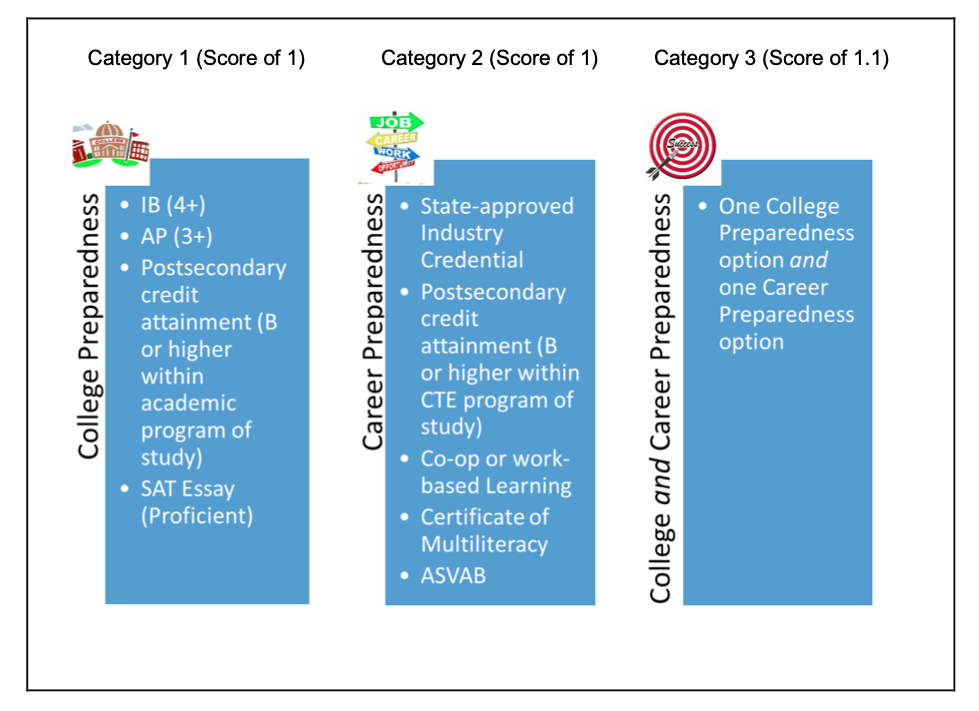 Category 1 (Score of 1)
Category 2 (Score of 1)
Category 3 (Score of 1.1)
COLLEGE
College Preparedness
• IB (4+)
• AP (3+)
• Postsecondary
credit
attainment (B
or higher
within
academic
program of
study)
• SAT Essay
(Proficient)
JOB
CAREER
WORK
OPPORTUNITY
Career Preparedness
• State-approved
Industry
Credential
• Postsecondary
credit
attainment (B
or higher within
CTE program of
study)
• Co-op or work-
based Learning
• Certificate of
Multiliteracy
• ASVAB
Success
College and Career Preparedness
• One College
Preparedness
option and
one Career
Preparedness
option